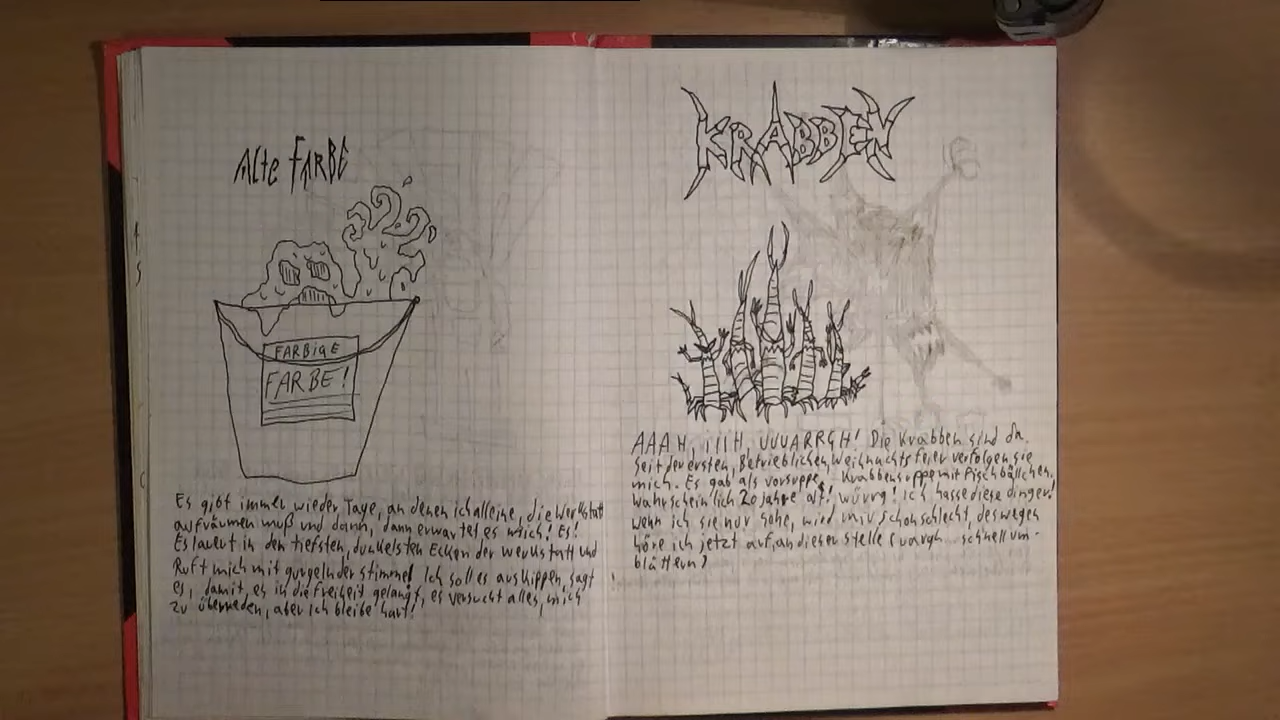 Alte FARBE
FARBIGE
FARBE!
Es gibt immer wieder Tage, an denen ich alleine, die Werkstatt
aufräumen muß und dann, dann erwartet es mich! Es!
Es lauert in den tiefsten, dunkelsten Ecken der Werkstatt und
Ruft mich mit gurgelnder Stimme! Ich soll es auskippen, sagt
es, damit, es in die Freiheit gelangt, es versucht alles, mich
zu überreden, aber ich bleibe hart!
KRABBEN
AAAH, IIIH, UUUARRGH! Die Krabben sind da.
Seit der ersten, Betrieblichen, Weihnachtsfeier verfolgen sie
mich. Es gab als vorsuppe, Krabbensuppe mit Fischbällchen,
Wahrscheinlich 20 Jahre alt! würrg! Ich hasse diese Dinger!
wenn ich sie nur sehe, wird mir schon schlecht, deswegen
höre ich jetzt auf, an dieser stelle (uargh... schnell um-
blättern)